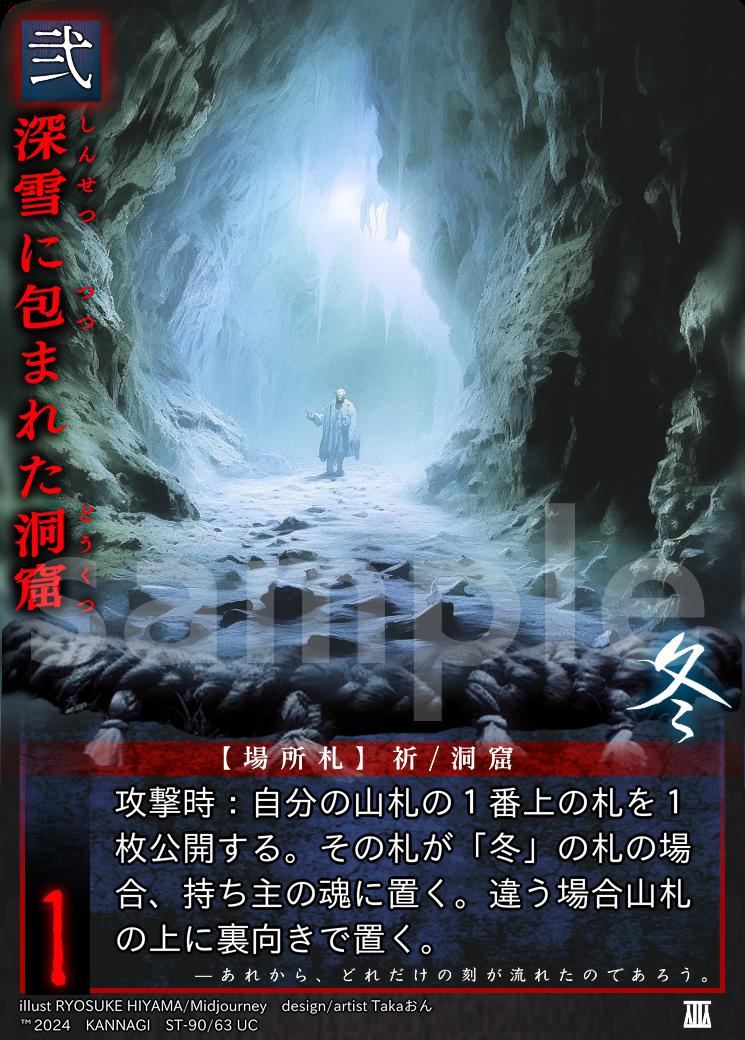 弐
深雪に包まれた洞窟
しんせつ つつ どうくつ
sample
冬
【場所札】 祈/洞窟
攻撃時：自分の山札の１番上の札を１
枚公開する。その札が「冬」の札の場
合、持ち主の魂に置く。違う場合山札
の上に裏向きで置く。
1
―あれから、どれだけの刻が流れたのであろう。
illust RYOSUKE HIYAMA/Midjourney design/artist Takaおん
™2024 KANNAGI ST-90/63 UC